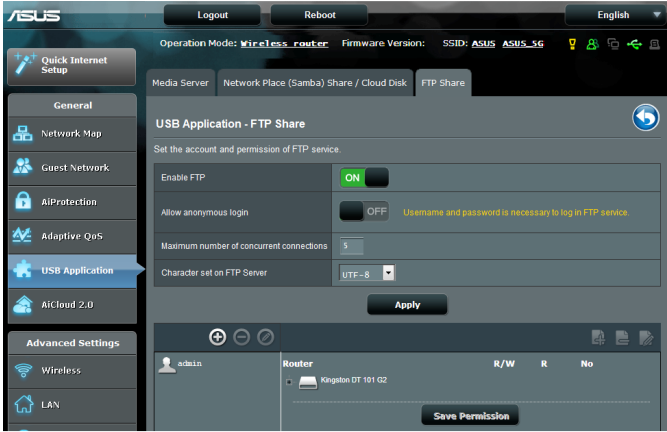 ASUS
Logout Reboot English
Operation Mode: Wireless router Firmware Version: SSID: ASUS ASUS_5G
Quick Internet
Setup
General
Network Map
Guest Network
AiProtection
Adaptive QoS
USB Application
AiCloud 2.0
Advanced Settings
Wireless
LAN
Media Server Network Place (Samba) Share / Cloud Disk FTP Share
USB Application - FTP Share
Set the account and permission of FTP service.
Enable FTP ON
Allow anonymous login OFF Username and password is necessary to log in FTP service.
Maximum number of concurrent connections 5
Character set on FTP Server UTF-8
Apply
admin Router R/W R No
Kingston DT 101 G2
Save Permission